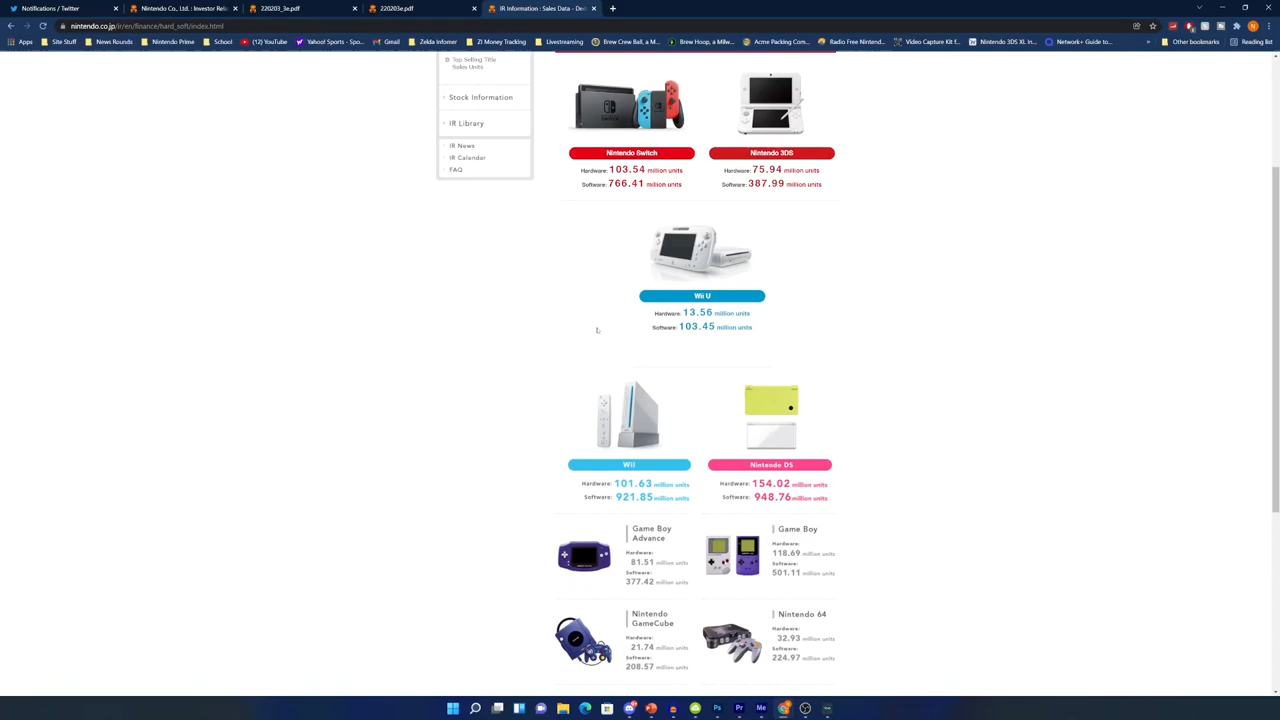 Notifications / Twitter
Nintendo Co., Ltd. : Investor Rela
220203_3e.pdf
220203e.pdf
IR Information : Sales Data - Ded
nintendo.co.jp/ir/en/finance/hard_soft/index.html
Apps
Site Stuff
News Rounds
Nintendo Prime
School
(12) YouTube
Yahoo! Sports - Spo...
Gmail
Zelda Infomer
ZI Money Tracking
Livestreaming
Brew Crew Ball, a M...
Brew Hoop, a Milw...
Acme Packing Com...
Radio Free Nintend...
Video Capture Kit f...
Nintendo 3DS XL In...
Network+ Guide to...
Other bookmarks
Reading list
Top Selling Title
Sales Units
Stock Information
IR Library
IR News
IR Calendar
FAQ
Nintendo Switch
Hardware: 103.54 million units
Software: 766.41 million units
Nintendo 3DS
Hardware: 75.94 million units
Software: 387.99 million units
Wii U
Hardware: 13.56 million units
Software: 103.45 million units
Wii
Hardware: 101.63 million units
Software: 921.85 million units
Nintendo DS
Hardware: 154.02 million units
Software: 948.76 million units
Game Boy
Advance
Hardware:
81.51 million units
Software:
377.42 million units
Game Boy
Hardware:
118.69 million units
Software:
501.11 million units
Nintendo
GameCube
Hardware:
21.74 million units
Software:
208.57 million units
Nintendo 64
Hardware:
32.93 million units
Software:
224.97 million units